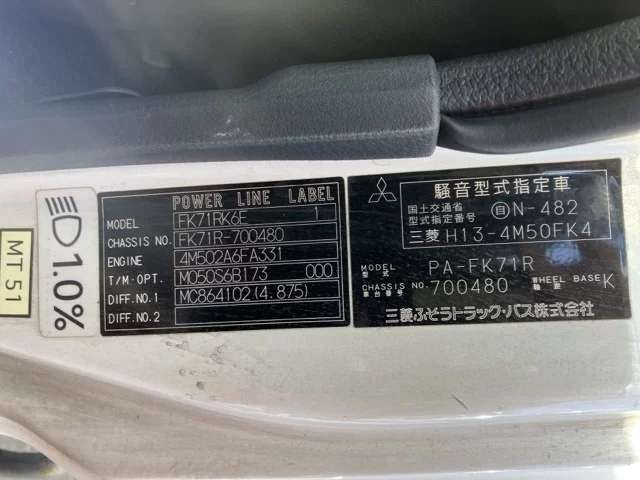 MT 51
1.0%
POWER LINE LABEL
MODEL FK71RK6E 1
CHASSIS NO. FK71R-700480
ENGINE 4M502A6FA331
T/M・OPT. M050S6B173 000
DIFF.NO.1 MC864102(4.875)
DIFF.NO.2
騒音型式指定車
国土交通省
型式指定番号 自N-482
三菱 H13-4M50FK4
MODEL 型式 PA-FK71R
CHASSIS NO. 車台番号 700480 WHEEL BASE 軸距 K
三菱ふそうトラック・バス株式会社